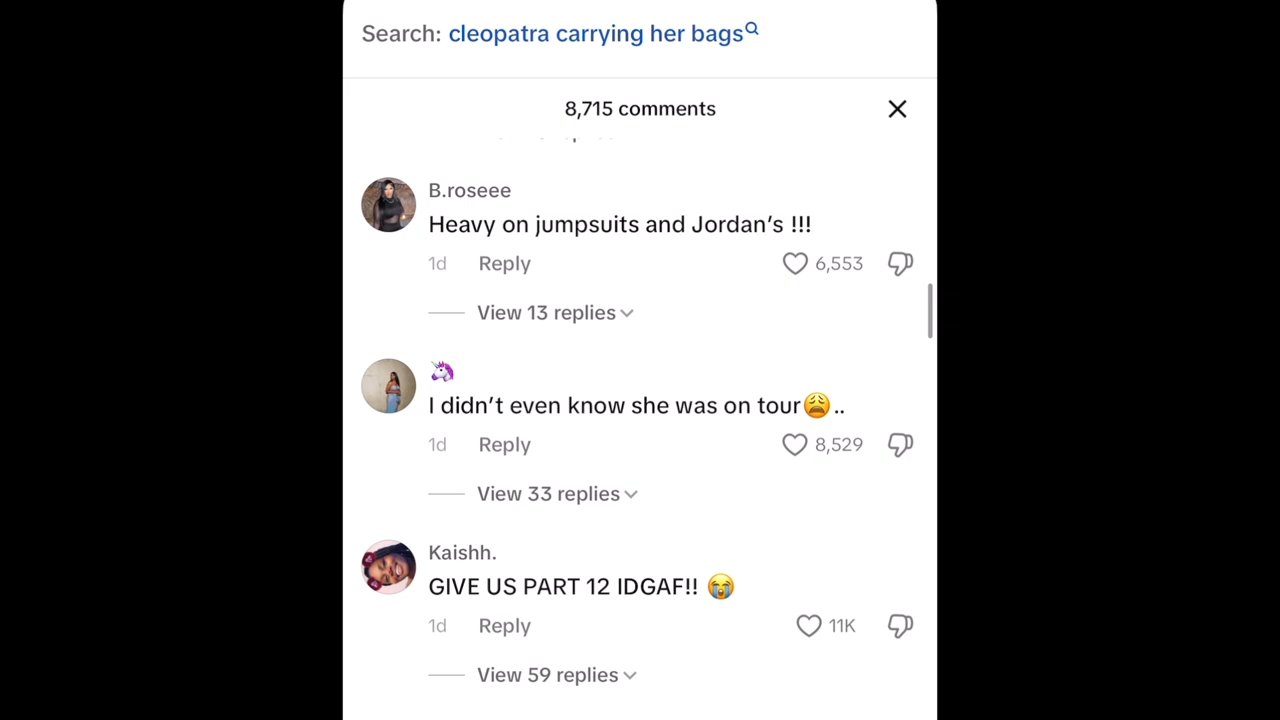 Search: cleopatra carrying her bags
8,715 comments
B.roseee
Heavy on jumpsuits and Jordan’s !!!
1d Reply 6,553
View 13 replies
🦄
I didn’t even know she was on tour😩..
1d Reply 8,529
View 33 replies
Kaishh.
GIVE US PART 12 IDGAF!! 😭
1d Reply 11K
View 59 replies